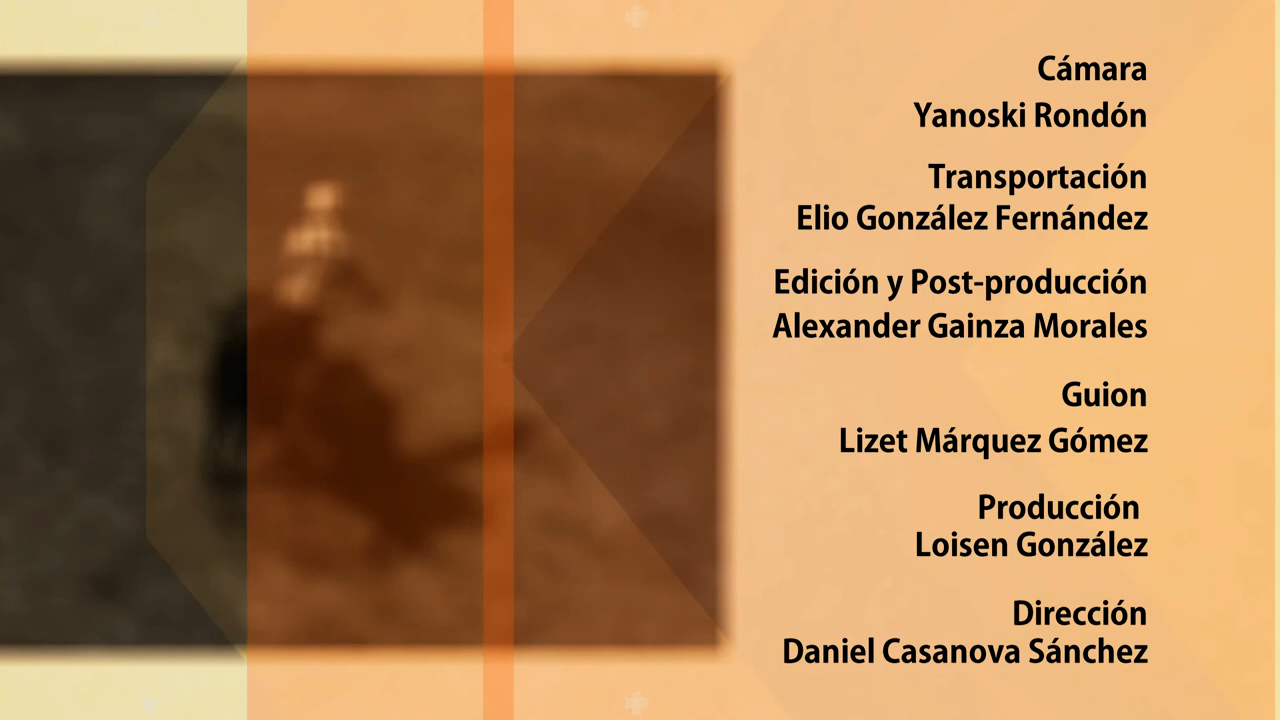 Cámara
Yanoski Rondón
Transportación
Elio González Fernández
Edición y Post-producción
Alexander Gainza Morales
Guion
Lizet Márquez Gómez
Producción
Loisen González
Dirección
Daniel Casanova Sánchez